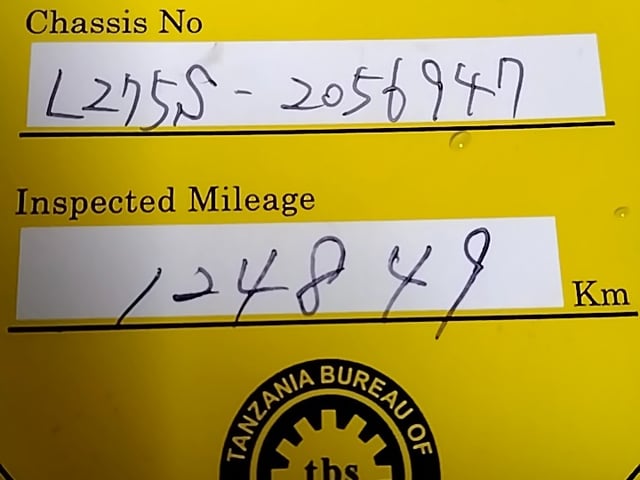 Chassis No
L275S - 2056947
Inspected Mileage
124849 Km
TANZANIA BUREAU OF
tbs